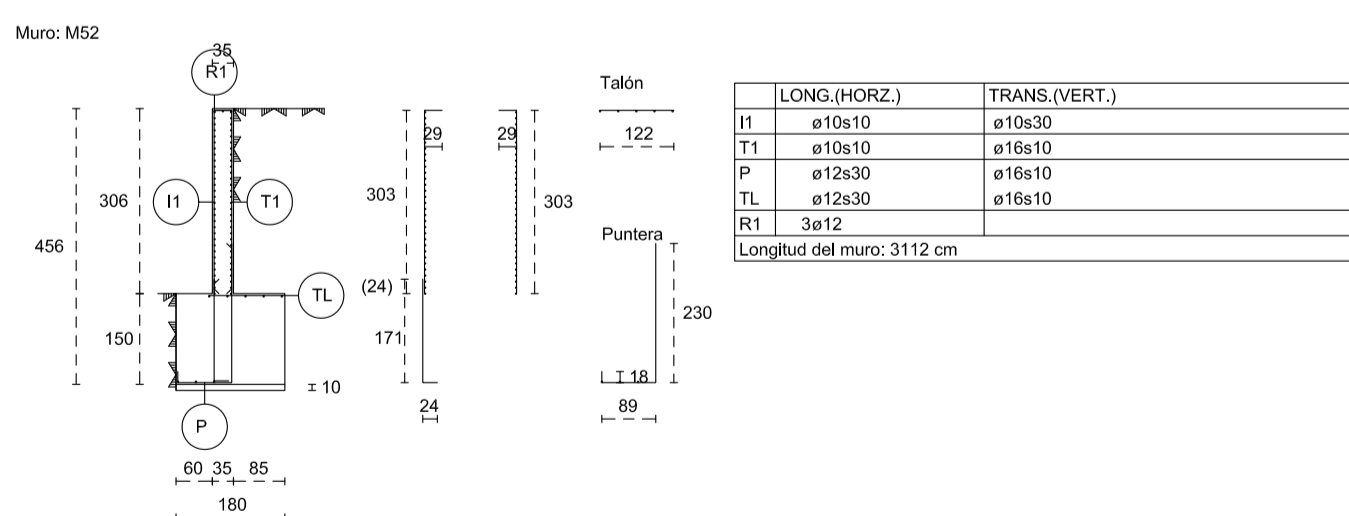 Muro: M52
35
R1
I1
T1
TL
P
306
456
150
10
60 35 85
180
29
29
303
303
(24)
171
24
Talón
122
Puntera
230
18
89
LONG.(HORZ.) TRANS.(VERT.)
I1 ø10s10 ø10s30
T1 ø10s10 ø16s10
P ø12s30 ø16s10
TL ø12s30 ø16s10
R1 3ø12
Longitud del muro: 3112 cm